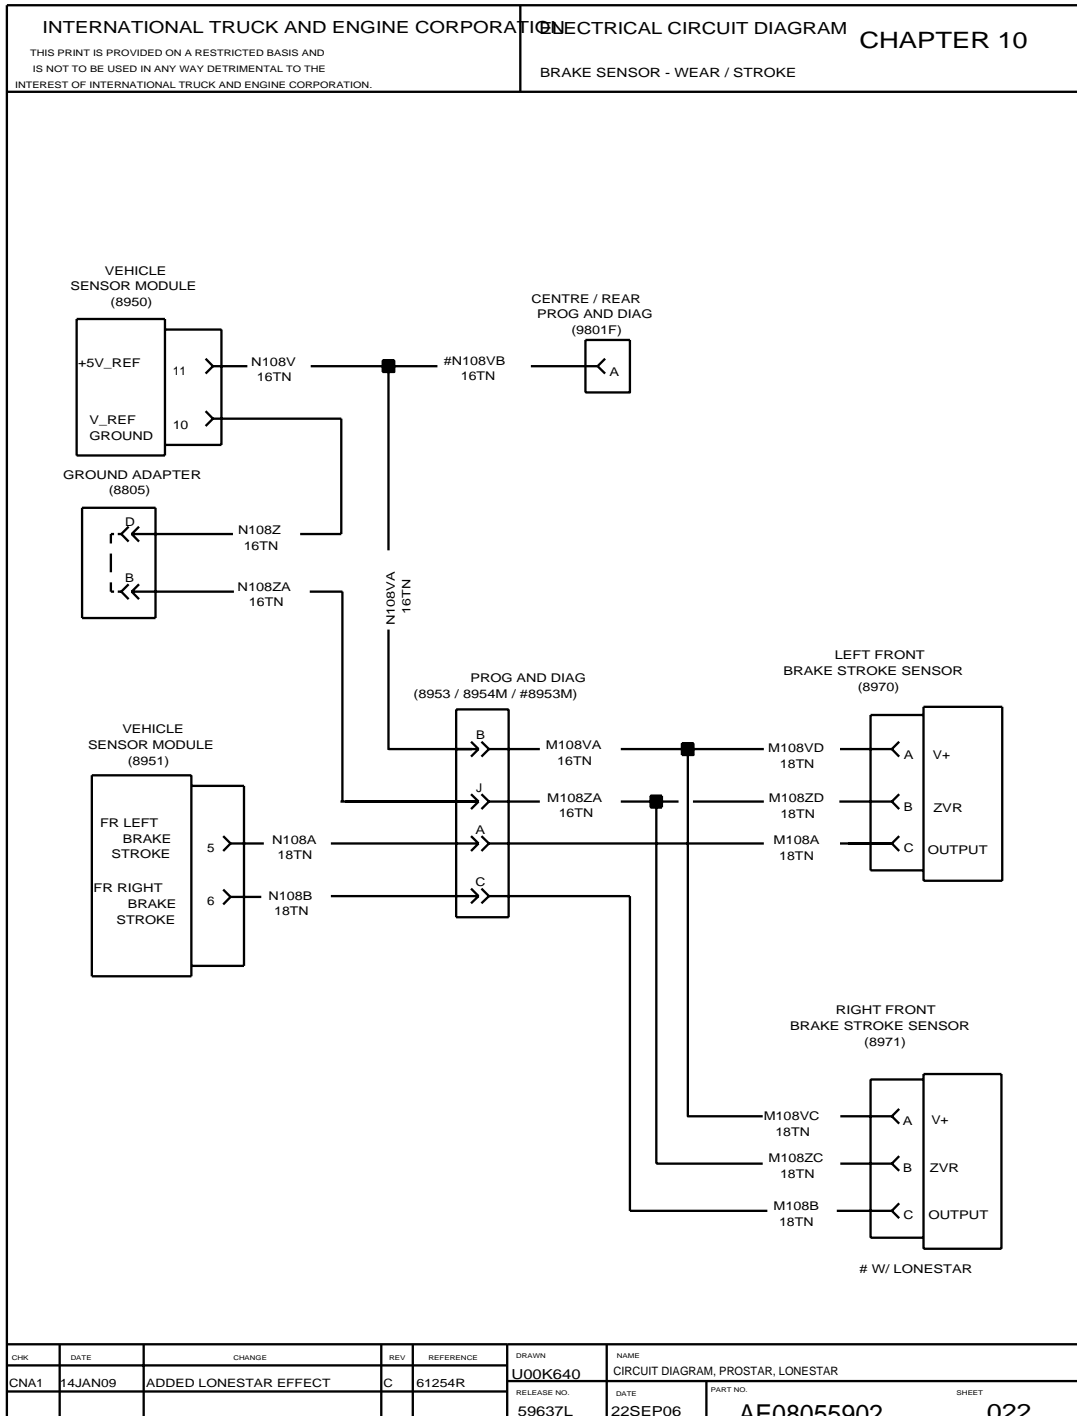 INTERNATIONAL TRUCK AND ENGINE CORPORATION
THIS PRINT IS PROVIDED ON A RESTRICTED BASIS AND
IS NOT TO BE USED IN ANY WAY DETRIMENTAL TO THE
INTEREST OF INTERNATIONAL TRUCK AND ENGINE CORPORATION.
ELECTRICAL CIRCUIT DIAGRAM
CHAPTER 10
BRAKE SENSOR - WEAR / STROKE
VEHICLE
SENSOR MODULE
(8950)
+5V_REF
11
N108V
16TN
#N108VB
16TN
CENTRE / REAR
PROG AND DIAG
(9801F)
A
V_REF
GROUND
10
GROUND ADAPTER
(8805)
D
N108Z
16TN
B
N108ZA
16TN
N108VA
16TN
PROG AND DIAG
(8953 / 8954M / #8953M)
B
J
A
C
VEHICLE
SENSOR MODULE
(8951)
FR LEFT
BRAKE
STROKE
5
N108A
18TN
FR RIGHT
BRAKE
STROKE
6
N108B
18TN
M108VA
16TN
M108ZA
16TN
LEFT FRONT
BRAKE STROKE SENSOR
(8970)
M108VD
18TN
A
V+
M108ZD
18TN
B
ZVR
M108A
18TN
C
OUTPUT
RIGHT FRONT
BRAKE STROKE SENSOR
(8971)
M108VC
18TN
A
V+
M108ZC
18TN
B
ZVR
M108B
18TN
C
OUTPUT
# W/ LONESTAR
CHK
DATE
CHANGE
REV
REFERENCE
CNA1
14JAN09
ADDED LONESTAR EFFECT
C
61254R
DRAWN
U00K640
NAME
CIRCUIT DIAGRAM, PROSTAR, LONESTAR
RELEASE NO.
59637L
DATE
22SEP06
PART NO.
AE08055902
SHEET
022